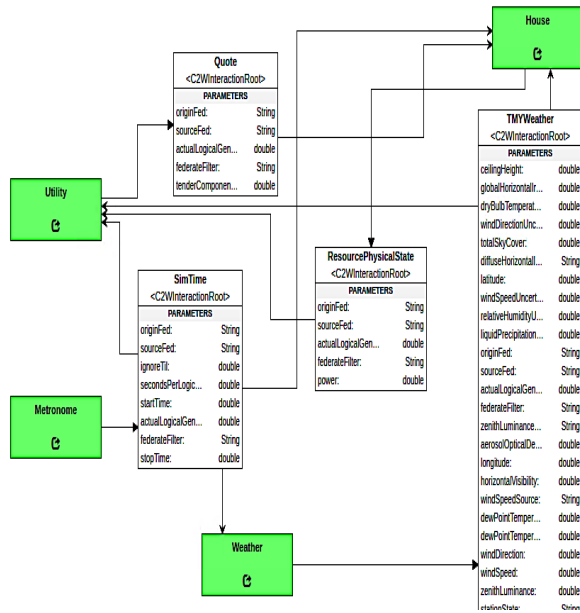 House
Quote
<C2WInteractionRoot>
PARAMETERS
originFed: String
sourceFed: String
actualLogicalGen... double
federateFilter: String
tenderComponen... double
Utility
TMYWeather
<C2WInteractionRoot>
PARAMETERS
ceilingHeight: double
globalHorizontalIr... double
dryBulbTemperat... double
windDirectionUnc... double
totalSkyCover: double
diffuseHorizontalI... String
latitude: double
windSpeedUncert... double
relativeHumidityU... double
liquidPrecipitation... double
originFed: String
sourceFed: String
actualLogicalGen... double
federateFilter: String
zenithLuminance... double
aerosolOpticalDe... double
longitude: double
horizontalVisibility: double
windSpeedSource: String
dewPointTemper... double
dewPointTemper... double
windDirection: double
windSpeed: double
zenithLuminance: double
stationState: String
ResourcePhysicalState
<C2WInteractionRoot>
PARAMETERS
originFed: String
sourceFed: String
actualLogicalGen... double
federateFilter: String
power: double
SimTime
<C2WInteractionRoot>
PARAMETERS
originFed: String
sourceFed: String
ignoreTil: double
secondsPerLogic... double
startTime: double
actualLogicalGen... double
federateFilter: String
stopTime: double
Metronome
Weather